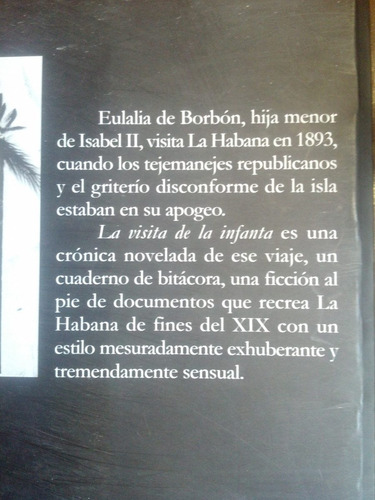 Eulalia de Borbón, hija menor
de Isabel II, visita La Habana en 1893,
cuando los tejemanejes republicanos
y el griterío disconforme de la isla
estaban en su apogeo.
La visita de la infanta es una
crónica novelada de ese viaje, un
cuaderno de bitácora, una ficción al
pie de documentos que recrea La
Habana de fines del XIX con un
estilo mesuradamente exhuberante y
tremendamente sensual.